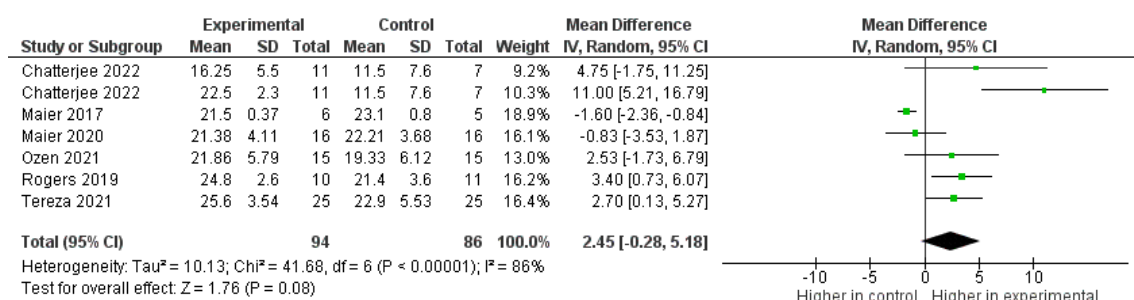 Experimental Control Mean Difference Mean Difference
Study or Subgroup Mean SD Total Mean SD Total Weight IV, Random, 95% CI IV, Random, 95% CI
Chatterjee 2022 16.25 5.5 11 11.5 7.6 7 9.2% 4.75 [-1.75, 11.25]
Chatterjee 2022 22.5 2.3 11 11.5 7.6 7 10.3% 11.00 [5.21, 16.79]
Maier 2017 21.5 0.37 6 23.1 0.8 5 18.9% -1.60 [-2.36, -0.84]
Maier 2020 21.38 4.11 16 22.21 3.68 16 16.1% -0.83 [-3.53, 1.87]
Ozen 2021 21.86 5.79 15 19.33 6.12 15 13.0% 2.53 [-1.73, 6.79]
Rogers 2019 24.8 2.6 10 21.4 3.6 11 16.2% 3.40 [0.73, 6.07]
Tereza 2021 25.6 3.54 25 22.9 5.53 25 16.4% 2.70 [0.13, 5.27]
Total (95% CI) 94 86 100.0% 2.45 [-0.28, 5.18]
Heterogeneity: Tau² = 10.13; Chi² = 41.68, df = 6 (P < 0.00001); I² = 86%
Test for overall effect: Z = 1.76 (P = 0.08)
-10 -5 0 5 10
Higher in control Higher in experimental